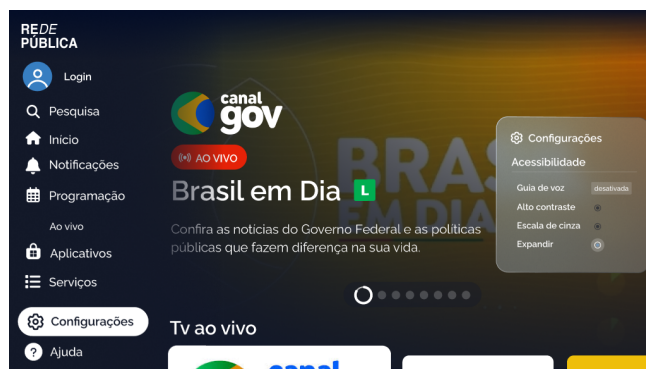 REDE
PÚBLICA
Login
Pesquisa
Início
Notificações
Programação
Ao vivo
Aplicativos
Serviços
Configurações
? Ajuda
canal
gov
AO VIVO
Brasil em Dia L
Confira as notícias do Governo Federal e as políticas
públicas que fazem diferença na sua vida.
BRAS
EM DIA
Tv ao vivo
canal
Configurações
Acessibilidade
Guia de voz desativada
Alto contraste
Escala de cinza
Expandir